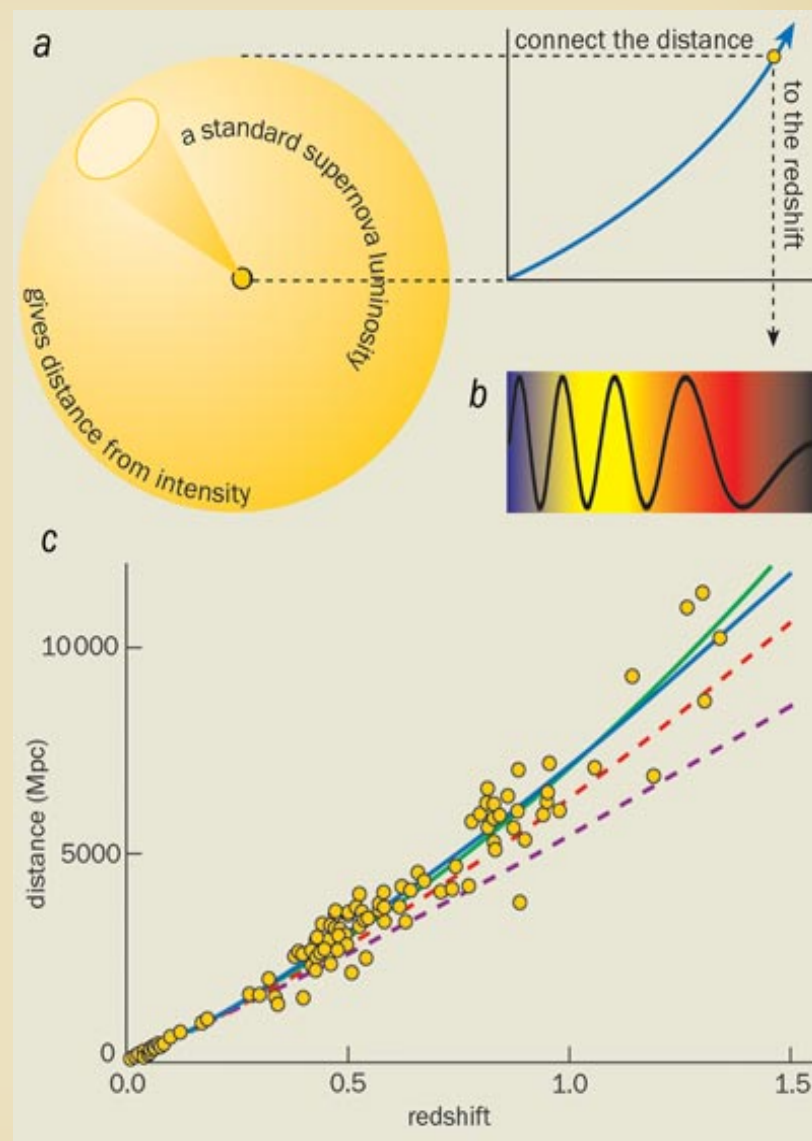 a
a standard supernova luminosity
gives distance from intensity
connect the distance
to the redshift
b
c
distance (Mpc)
10000
5000
0
0.0
0.5
1.0
1.5
redshift